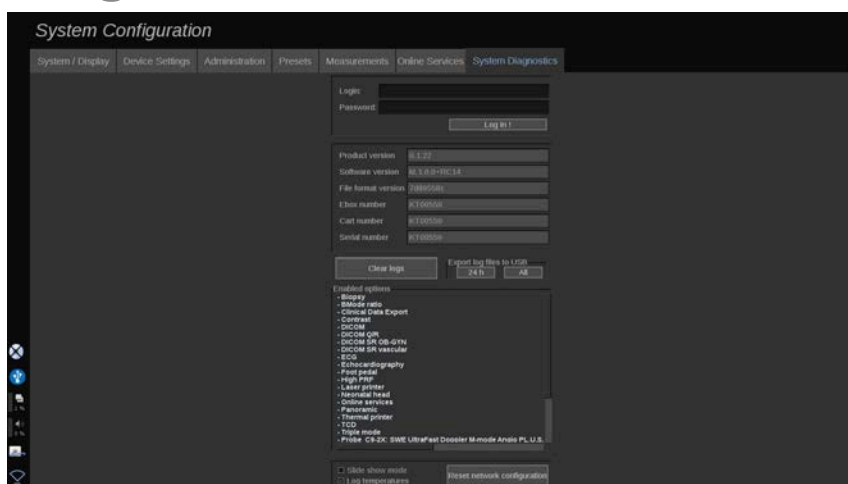 System Configuration
System / Display Device Settings Administration Presets Measurements Online Services System Diagnostics
Login:
Password:
Log in !
Product version
Software version
File format version
Ebox number KT00550
Cart number KT00550
Serial number KT00550
Clear logs
Export log files to USB
24 h All
Enabled options
- Biopsy
- BMode ratio
- Clinical Data Export
- Contrast
- DICOM
- DICOM Q/R
- DICOM SR OB-GYN
- DICOM SR vascular
- ECG
- Echocardiography
- Foot pedal
- High PRF
- Laser printer
- Neonatal head
- Online services
- Panoramic
- Thermal printer
- TCD
- Triple mode
- Probe C9-2X: SWE UltraFast Doppler M-mode Angio PL.U.S.
Slide show mode
Log temperatures
Reset network configuration